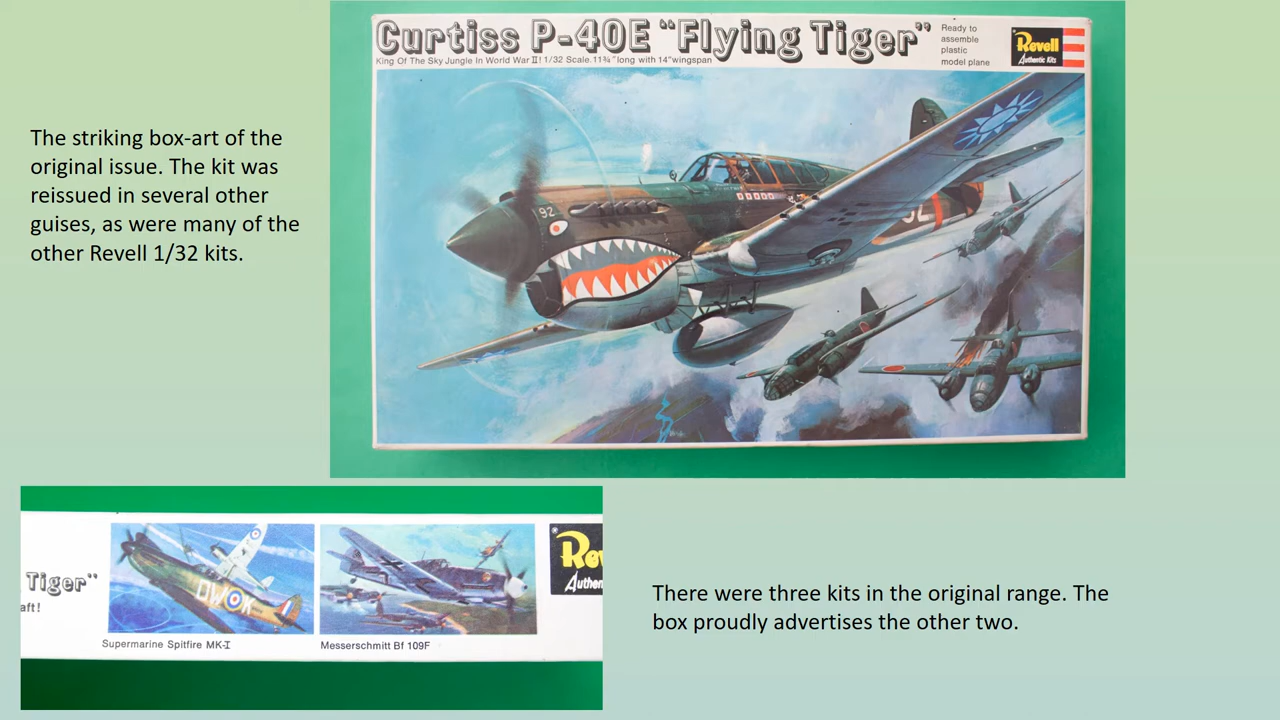 Curtiss P-40E "Flying Tiger"
King Of The Sky Jungle In World War II! 1/32 Scale.11¾" long with 14"wingspan
Ready to
assemble
plastic
model plane
Revell
Authentic Kits
The striking box-art of the
original issue. The kit was
reissued in several other
guises, as were many of the
other Revell 1/32 kits.
92
Tiger"
aft!
DW K
Supermarine Spitfire MK-I
Messerschmitt Bf 109F
Rev
Authen
There were three kits in the original range. The
box proudly advertises the other two.